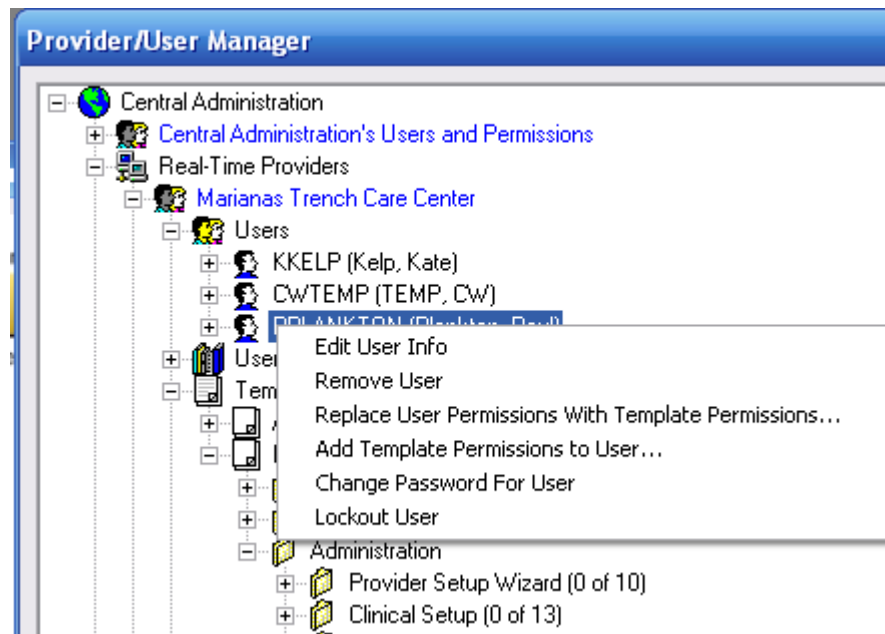 Provider/User Manager
Central Administration
Central Administration's Users and Permissions
Real-Time Providers
Marianas Trench Care Center
Users
KKELP (Kelp, Kate)
CWTEMP (TEMP, CW)
Edit User Info
Remove User
Replace User Permissions With Template Permissions...
Add Template Permissions to User...
Change Password For User
Lockout User
Administration
Provider Setup Wizard (0 of 10)
Clinical Setup (0 of 13)